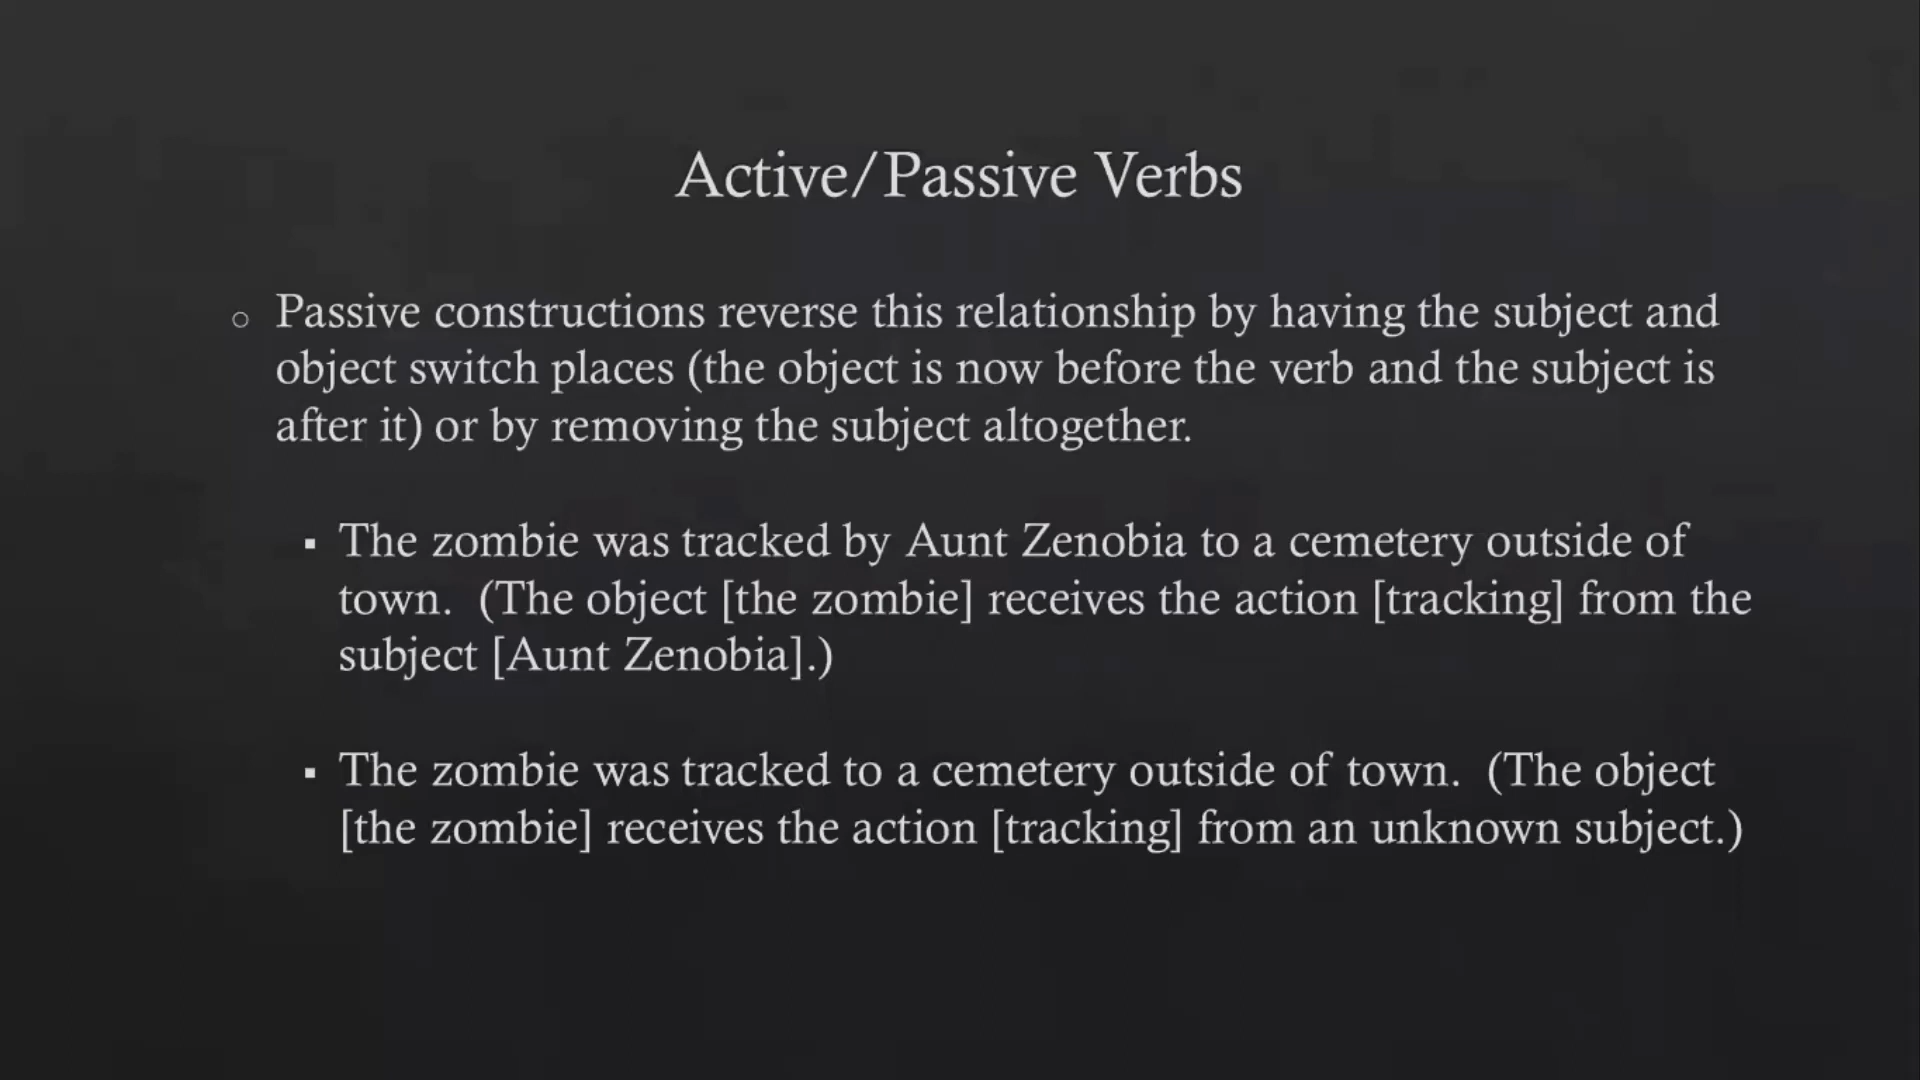 Active/Passive Verbs
Passive constructions reverse this relationship by having the subject and
object switch places (the object is now before the verb and the subject is
after it) or by removing the subject altogether.
The zombie was tracked by Aunt Zenobia to a cemetery outside of
town.  (The object [the zombie] receives the action [tracking] from the
subject [Aunt Zenobia].)
The zombie was tracked to a cemetery outside of town.  (The object
[the zombie] receives the action [tracking] from an unknown subject.)